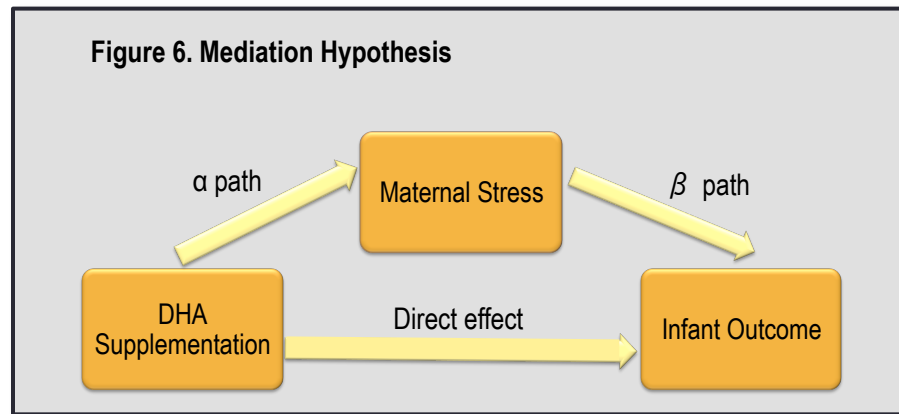 Figure 6. Mediation Hypothesis
α path
Maternal Stress
β path
DHA
Supplementation
Direct effect
Infant Outcome